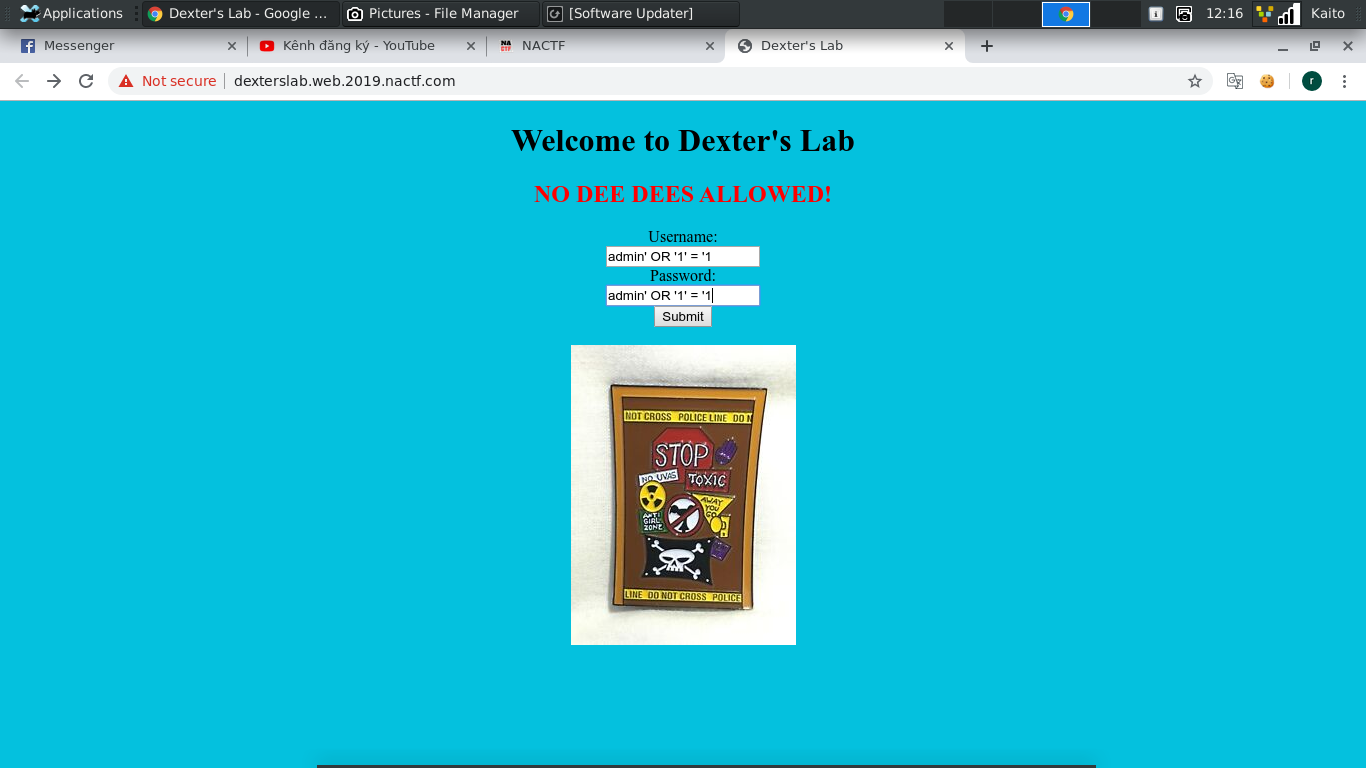 Applications Dexter's Lab - Google ... Pictures - File Manager [Software Updater] 12:16 Kaito
Messenger Kênh đăng ký - YouTube NACTF Dexter's Lab
Not secure dexterslab.web.2019.nactf.com r
Welcome to Dexter's Lab
NO DEE DEES ALLOWED!
Username:
admin' OR '1' = '1
Password:
admin' OR '1' = '1
Submit
NOT CROSS POLICE LINE DO N
STOP
NO UVAS
TOXIC
AWAY
YOU
GO
ANTI
GIRL
ZONE
LINE DO NOT CROSS POLICE